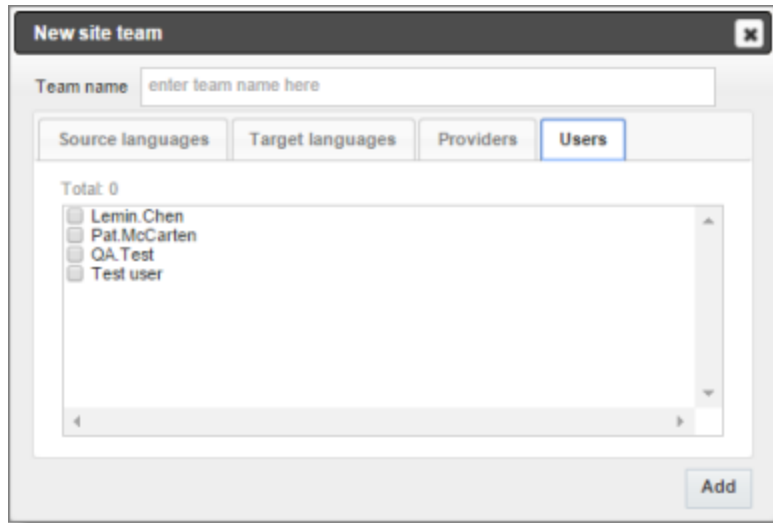 New site team
Team name enter team name here
Source languages Target languages Providers Users
Total: 0
Lemin.Chen
Pat.McCarten
QA.Test
Test user
Add